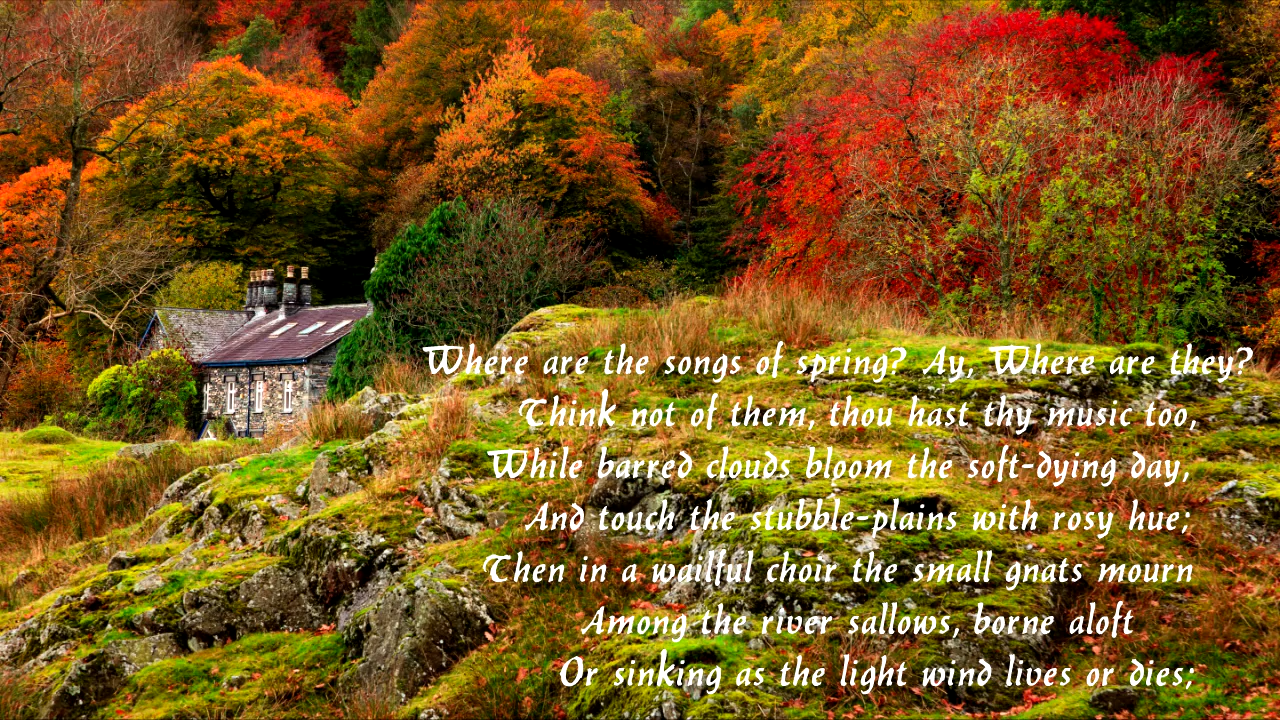 Where are the songs of spring? Ay, Where are they?
Think not of them, thou hast thy music too,
While barred clouds bloom the soft-dying day,
And touch the stubble-plains with rosy hue;
Then in a wailful choir the small gnats mourn
Among the river sallows, borne aloft
Or sinking as the light wind lives or dies;